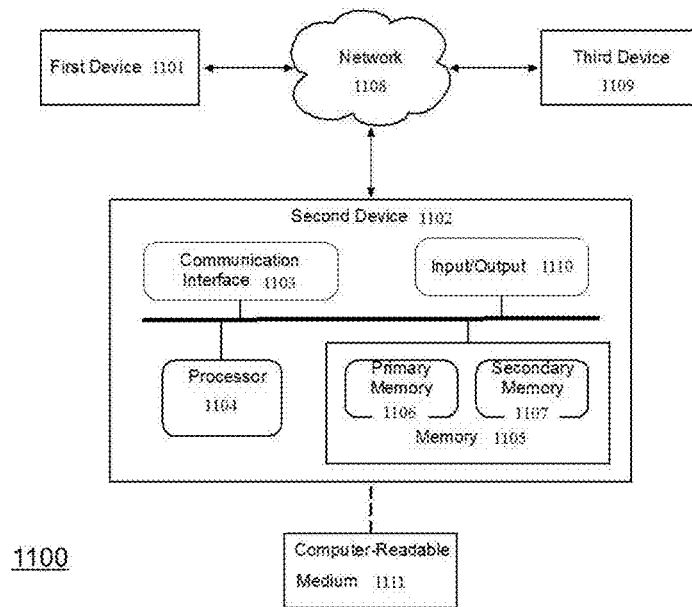 First Device 1101
Network
1108
Third Device
1109
Second Device 1102
Communication
Interface 1103
Input/Output 1110
Processor
1104
Primary
Memory
1106
Secondary
Memory
1107
Memory 1105
Computer-Readable
Medium 1111
1100